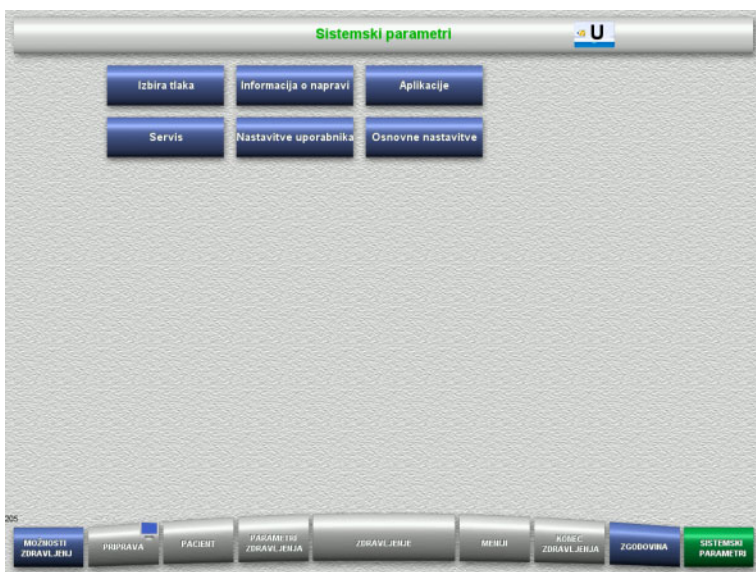 Sistemski parametri
U
Izbira tlaka
Informacija o napravi
Aplikacije
Servis
Nastavitve uporabnika
Osnovne nastavitve
205
MOŽNOSTI
ZDRAVLJENJ
PRIPRAVA
PACIENT
PARAMETRI
ZDRAVLJENJA
ZDRAVLJENJE
MENIJI
KONEC
ZDRAVLJENJA
ZGODOVINA
SISTEMSKI
PARAMETRI